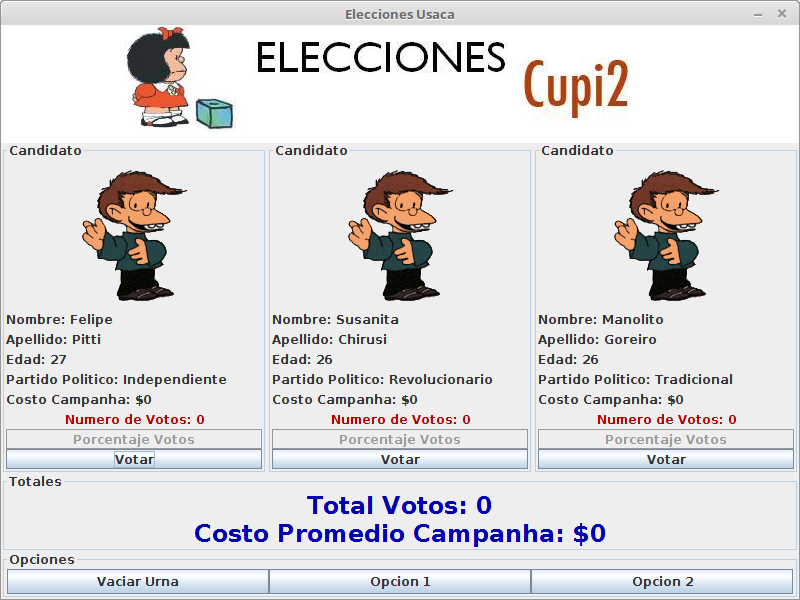 Elecciones Usaca
ELECCIONES
Cupi2
Candidato
Nombre: Felipe
Apellido: Pitti
Edad: 27
Partido Politico: Independiente
Costo Campanha: $0
Numero de Votos: 0
Porcentaje Votos
Votar
Candidato
Nombre: Susanita
Apellido: Chirusi
Edad: 26
Partido Politico: Revolucionario
Costo Campanha: $0
Numero de Votos: 0
Porcentaje Votos
Votar
Candidato
Nombre: Manolito
Apellido: Goreiro
Edad: 26
Partido Politico: Tradicional
Costo Campanha: $0
Numero de Votos: 0
Porcentaje Votos
Votar
Totales
Total Votos: 0
Costo Promedio Campanha: $0
Opciones
Vaciar Urna
Opcion 1
Opcion 2